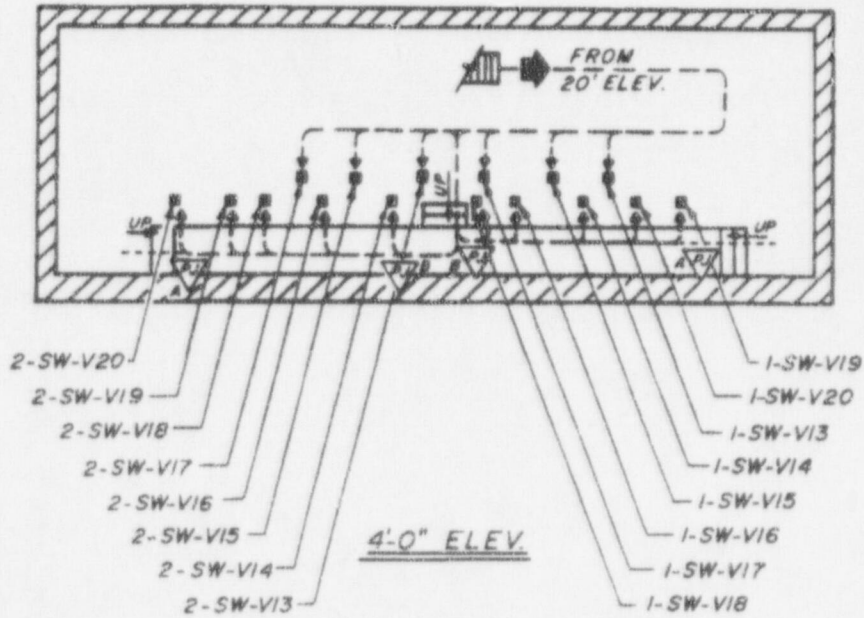 FROM
20' ELEV.
UP
UP
UP
PJ
PJ
PJ
A
B
B
A
2-SW-V20
2-SW-V19
2-SW-V18
2-SW-V17
2-SW-V16
2-SW-V15
2-SW-V14
2-SW-V13
4'-0" ELEV.
1-SW-V19
1-SW-V20
1-SW-V13
1-SW-V14
1-SW-V15
1-SW-V16
1-SW-V17
1-SW-V18